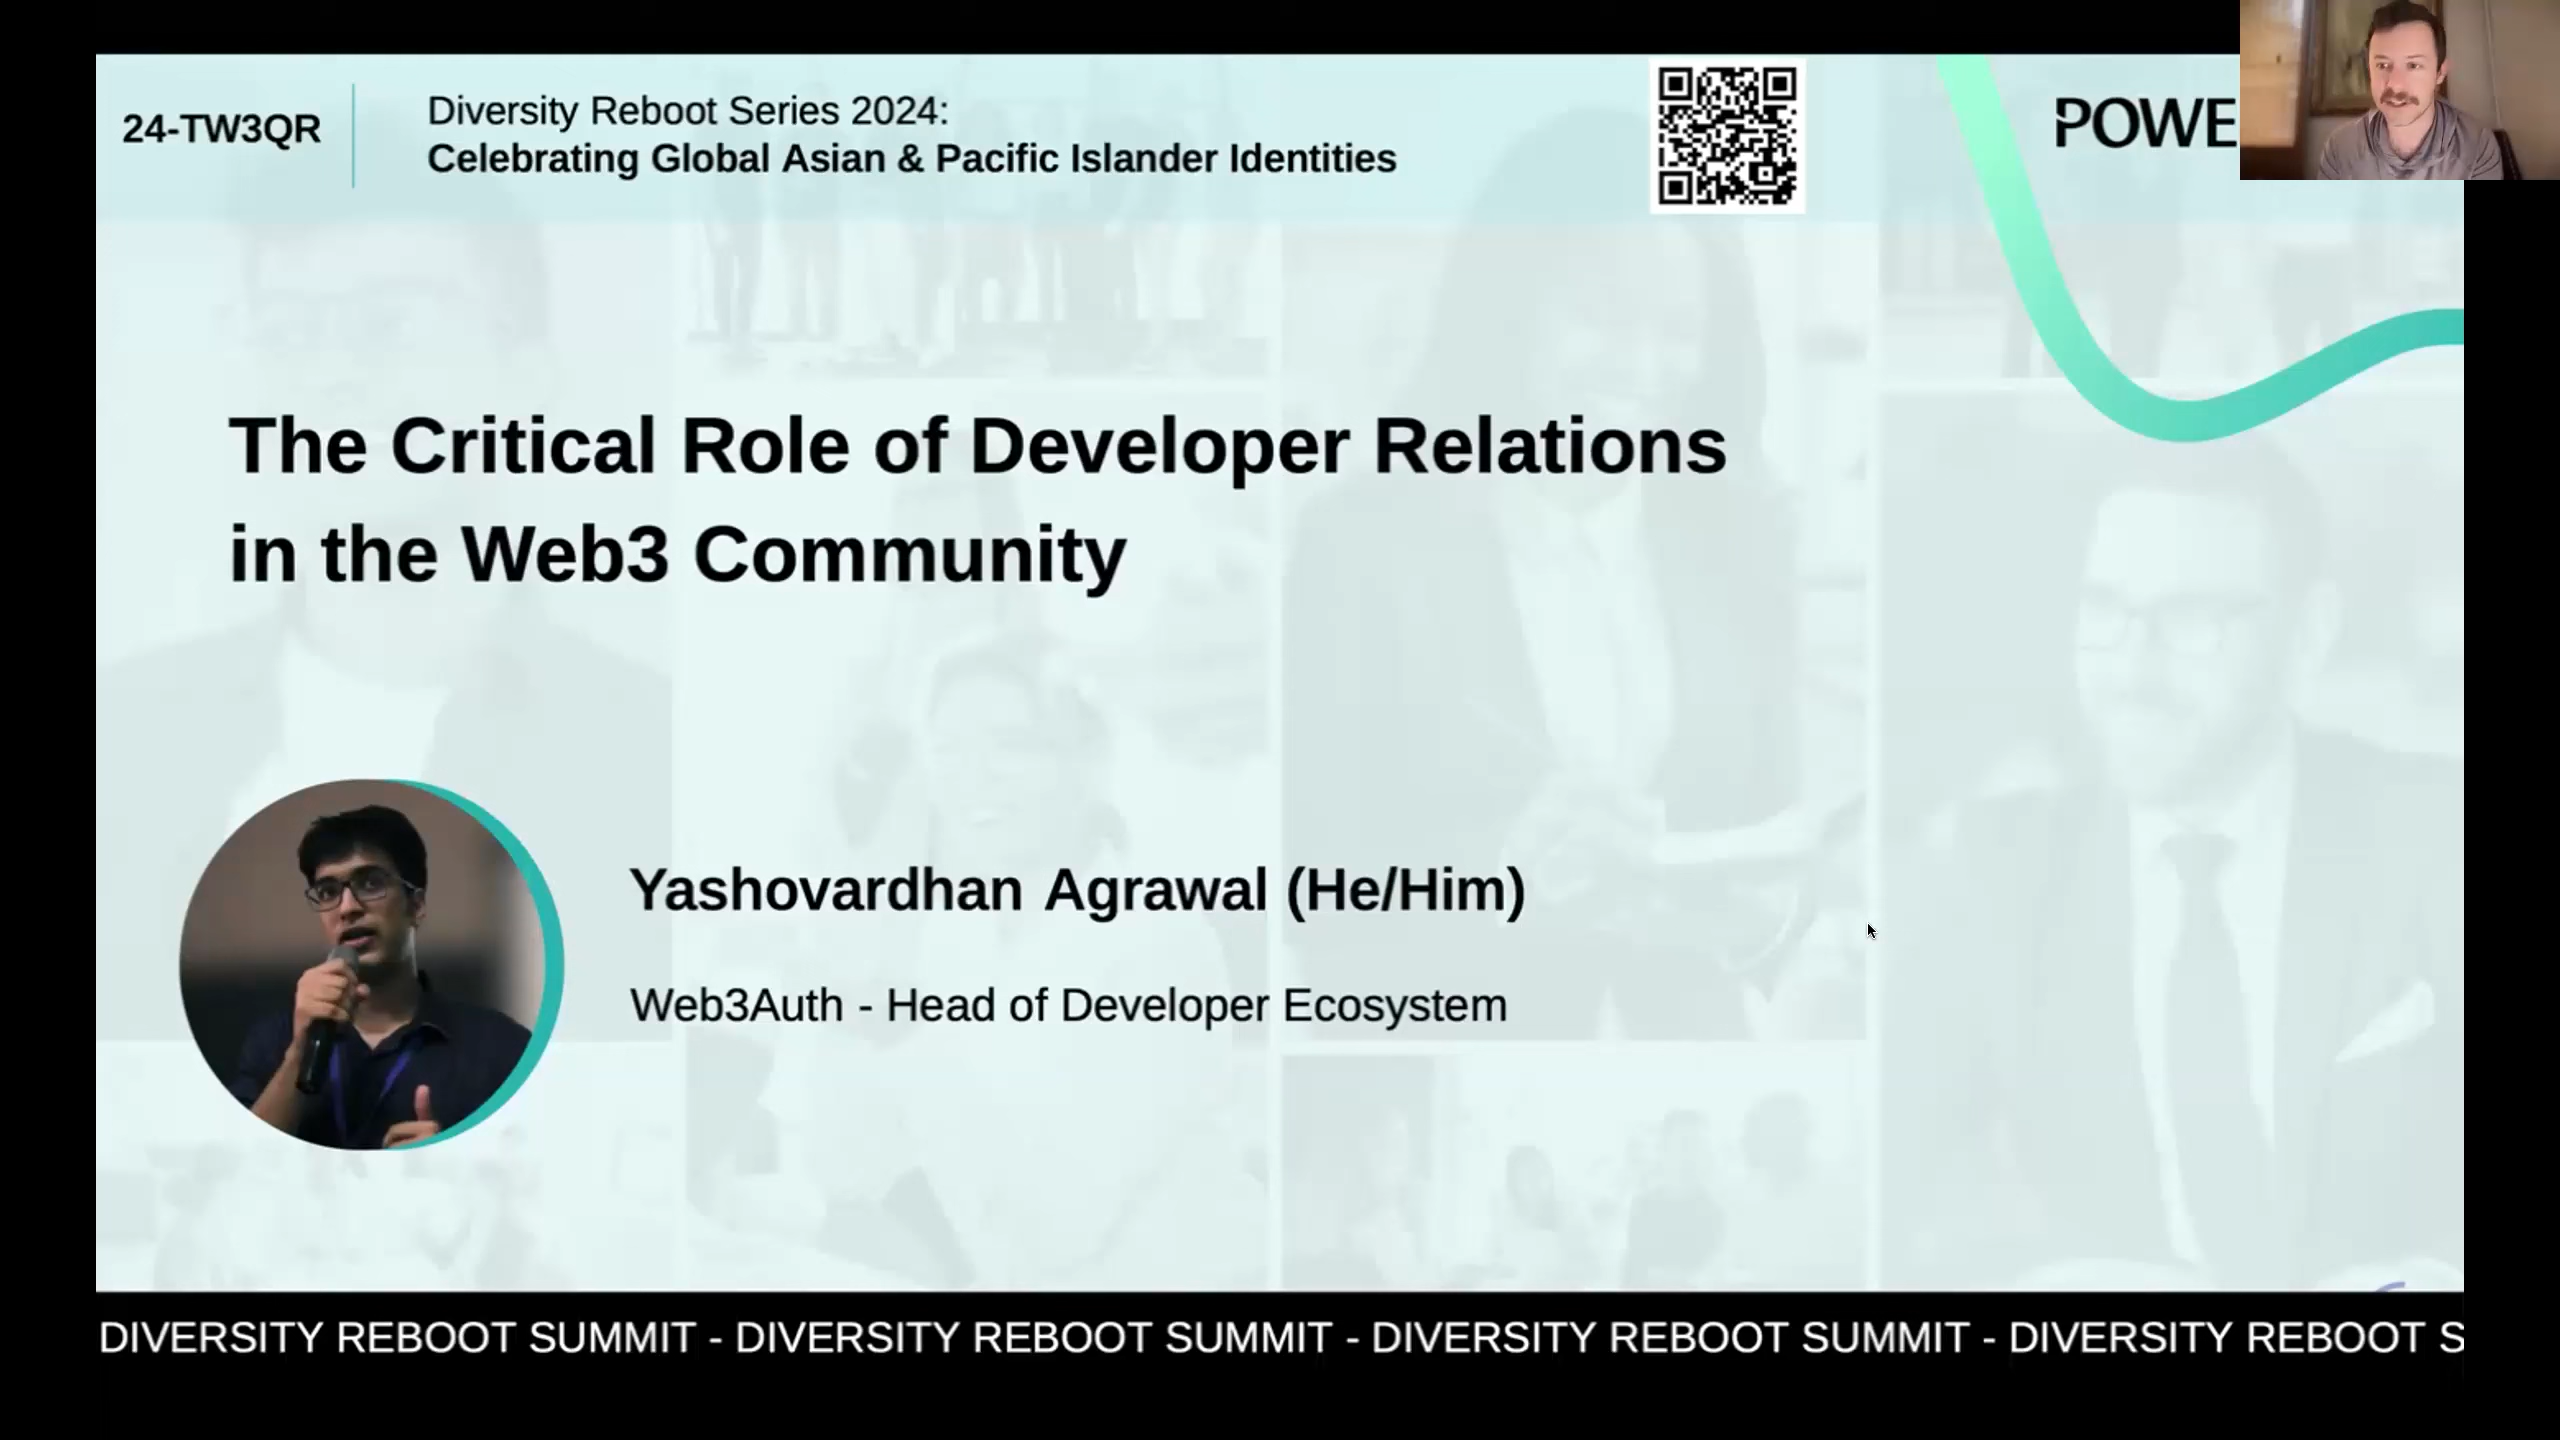 24-TW3QR
Diversity Reboot Series 2024:
Celebrating Global Asian & Pacific Islander Identities
POWE
The Critical Role of Developer Relations
in the Web3 Community
Yashovardhan Agrawal (He/Him)
Web3Auth - Head of Developer Ecosystem
DIVERSITY REBOOT SUMMIT - DIVERSITY REBOOT SUMMIT - DIVERSITY REBOOT SUMMIT - DIVERSITY REBOOT S